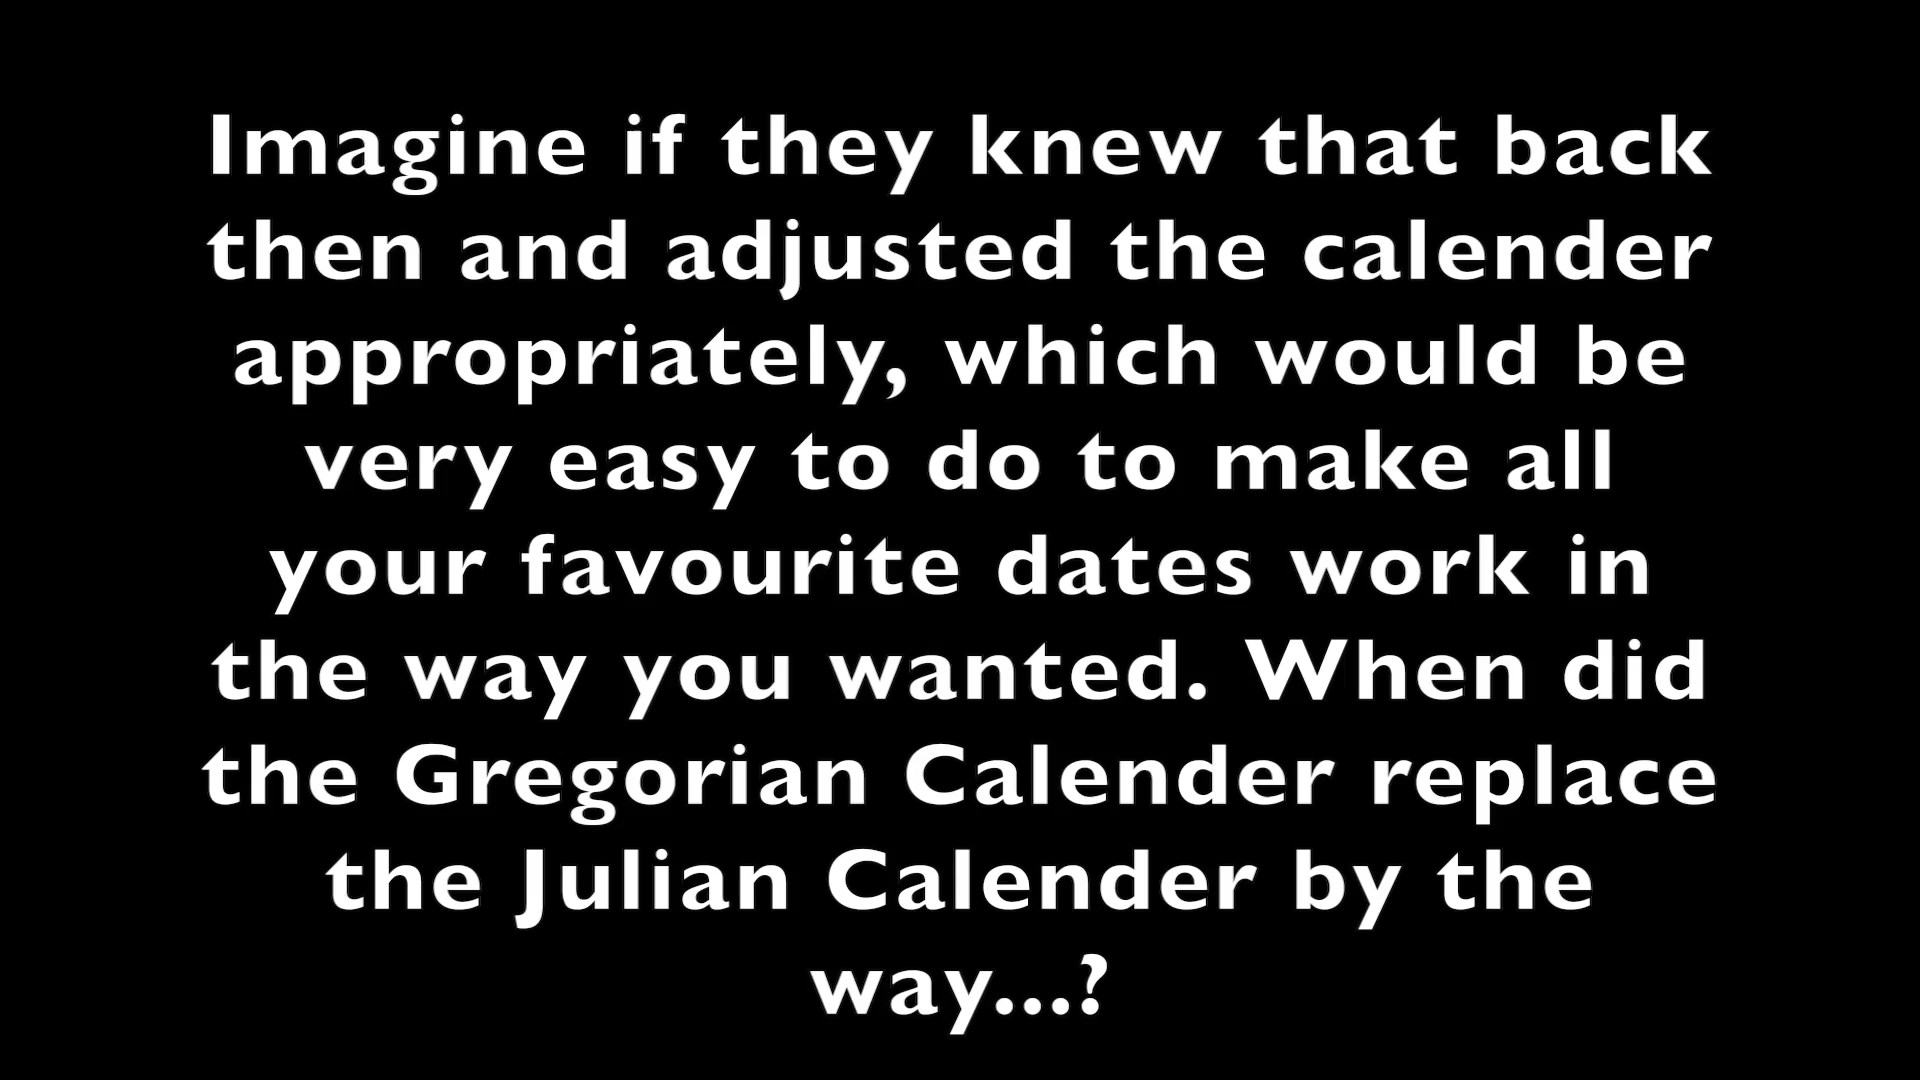 Imagine if they knew that back
then and adjusted the calender
appropriately, which would be
very easy to do to make all
your favourite dates work in
the way you wanted. When did
the Gregorian Calender replace
the Julian Calender by the
way...?